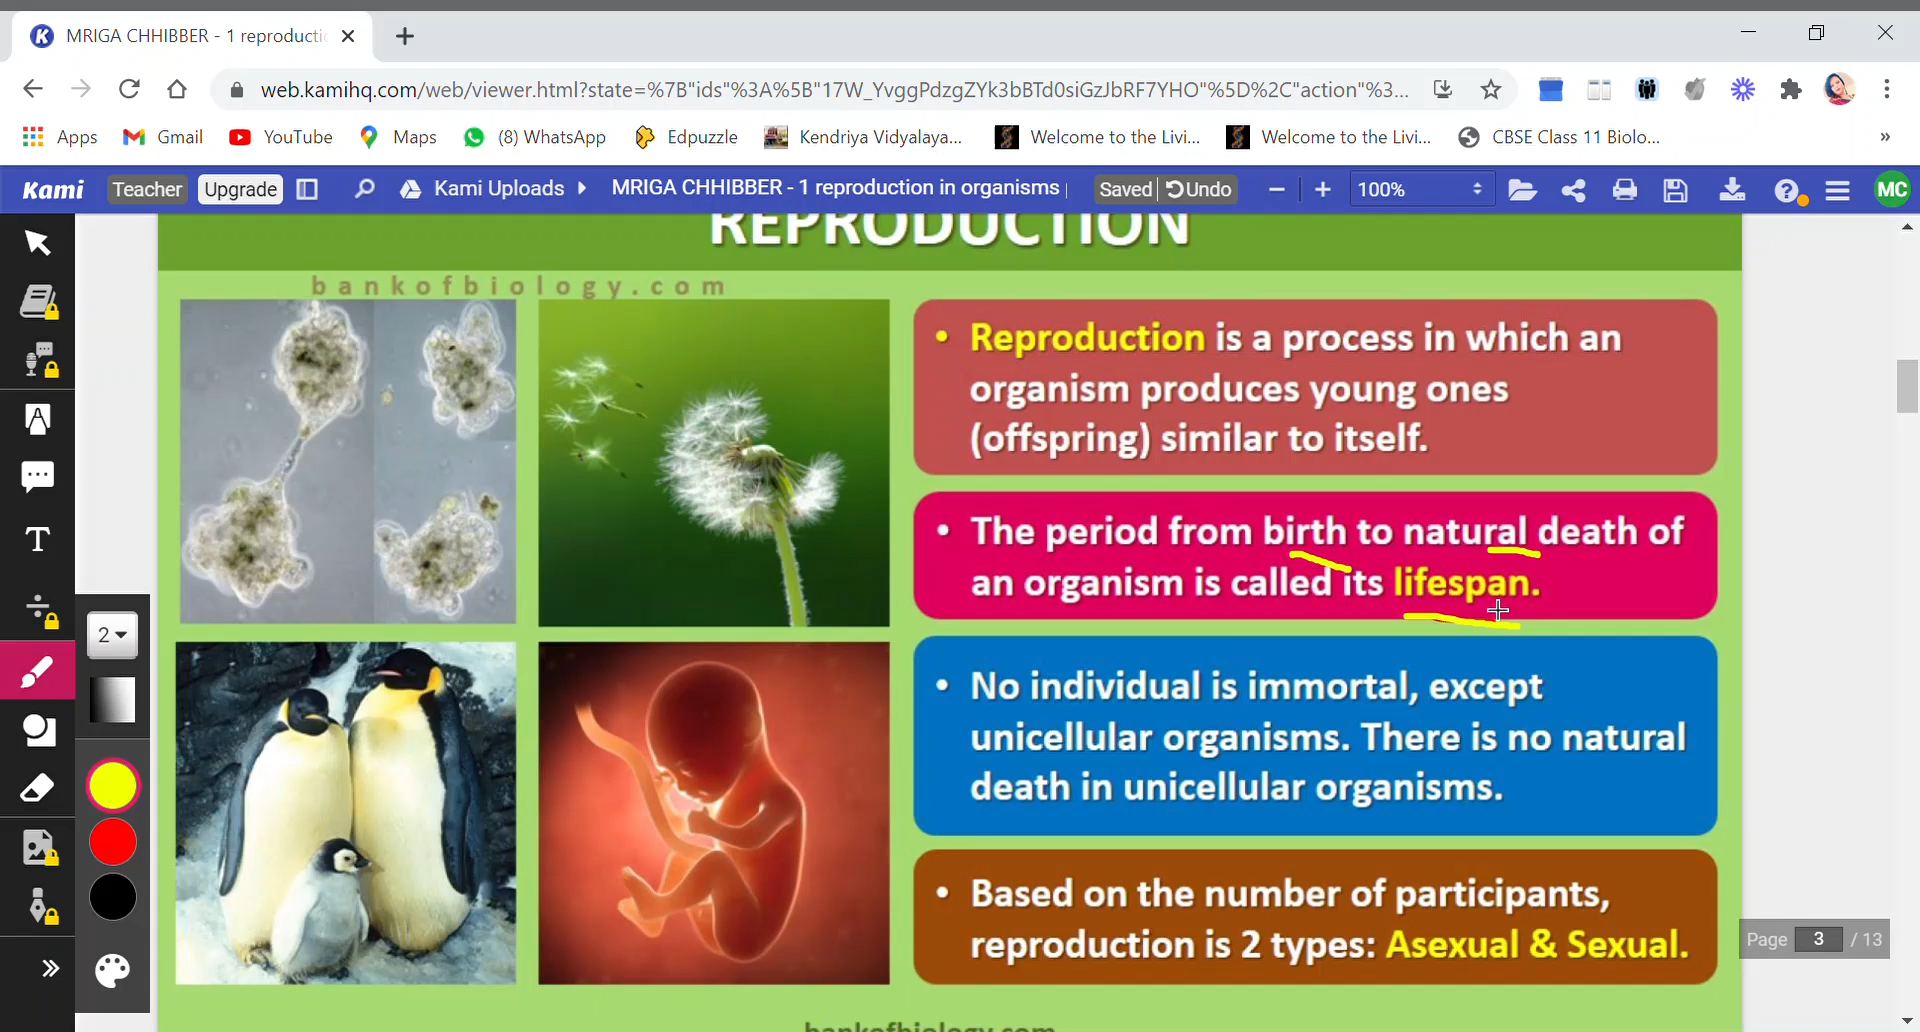 MRIGA CHHIBBER - 1 reproducti
web.kamihq.com/web/viewer.html?state=%7B"ids"%3A%5B"17W_YvggPdzgZYk3bBTd0siGzJbRF7YHO"%5D%2C"action"%3...
Apps Gmail YouTube Maps (8) WhatsApp Edpuzzle Kendriya Vidyalaya... Welcome to the Livi... Welcome to the Livi... CBSE Class 11 Biolo... »
Kami Teacher Upgrade Kami Uploads MRIGA CHHIBBER - 1 reproduction in organisms Saved Undo 100% MC
REPRODUCTION
bankofbiology.com
• Reproduction is a process in which an
organism produces young ones
(offspring) similar to itself.
• The period from birth to natural death of
an organism is called its lifespan.
• No individual is immortal, except
unicellular organisms. There is no natural
death in unicellular organisms.
• Based on the number of participants,
reproduction is 2 types: Asexual & Sexual.
2
Page 3 / 13
bankofbiology.com